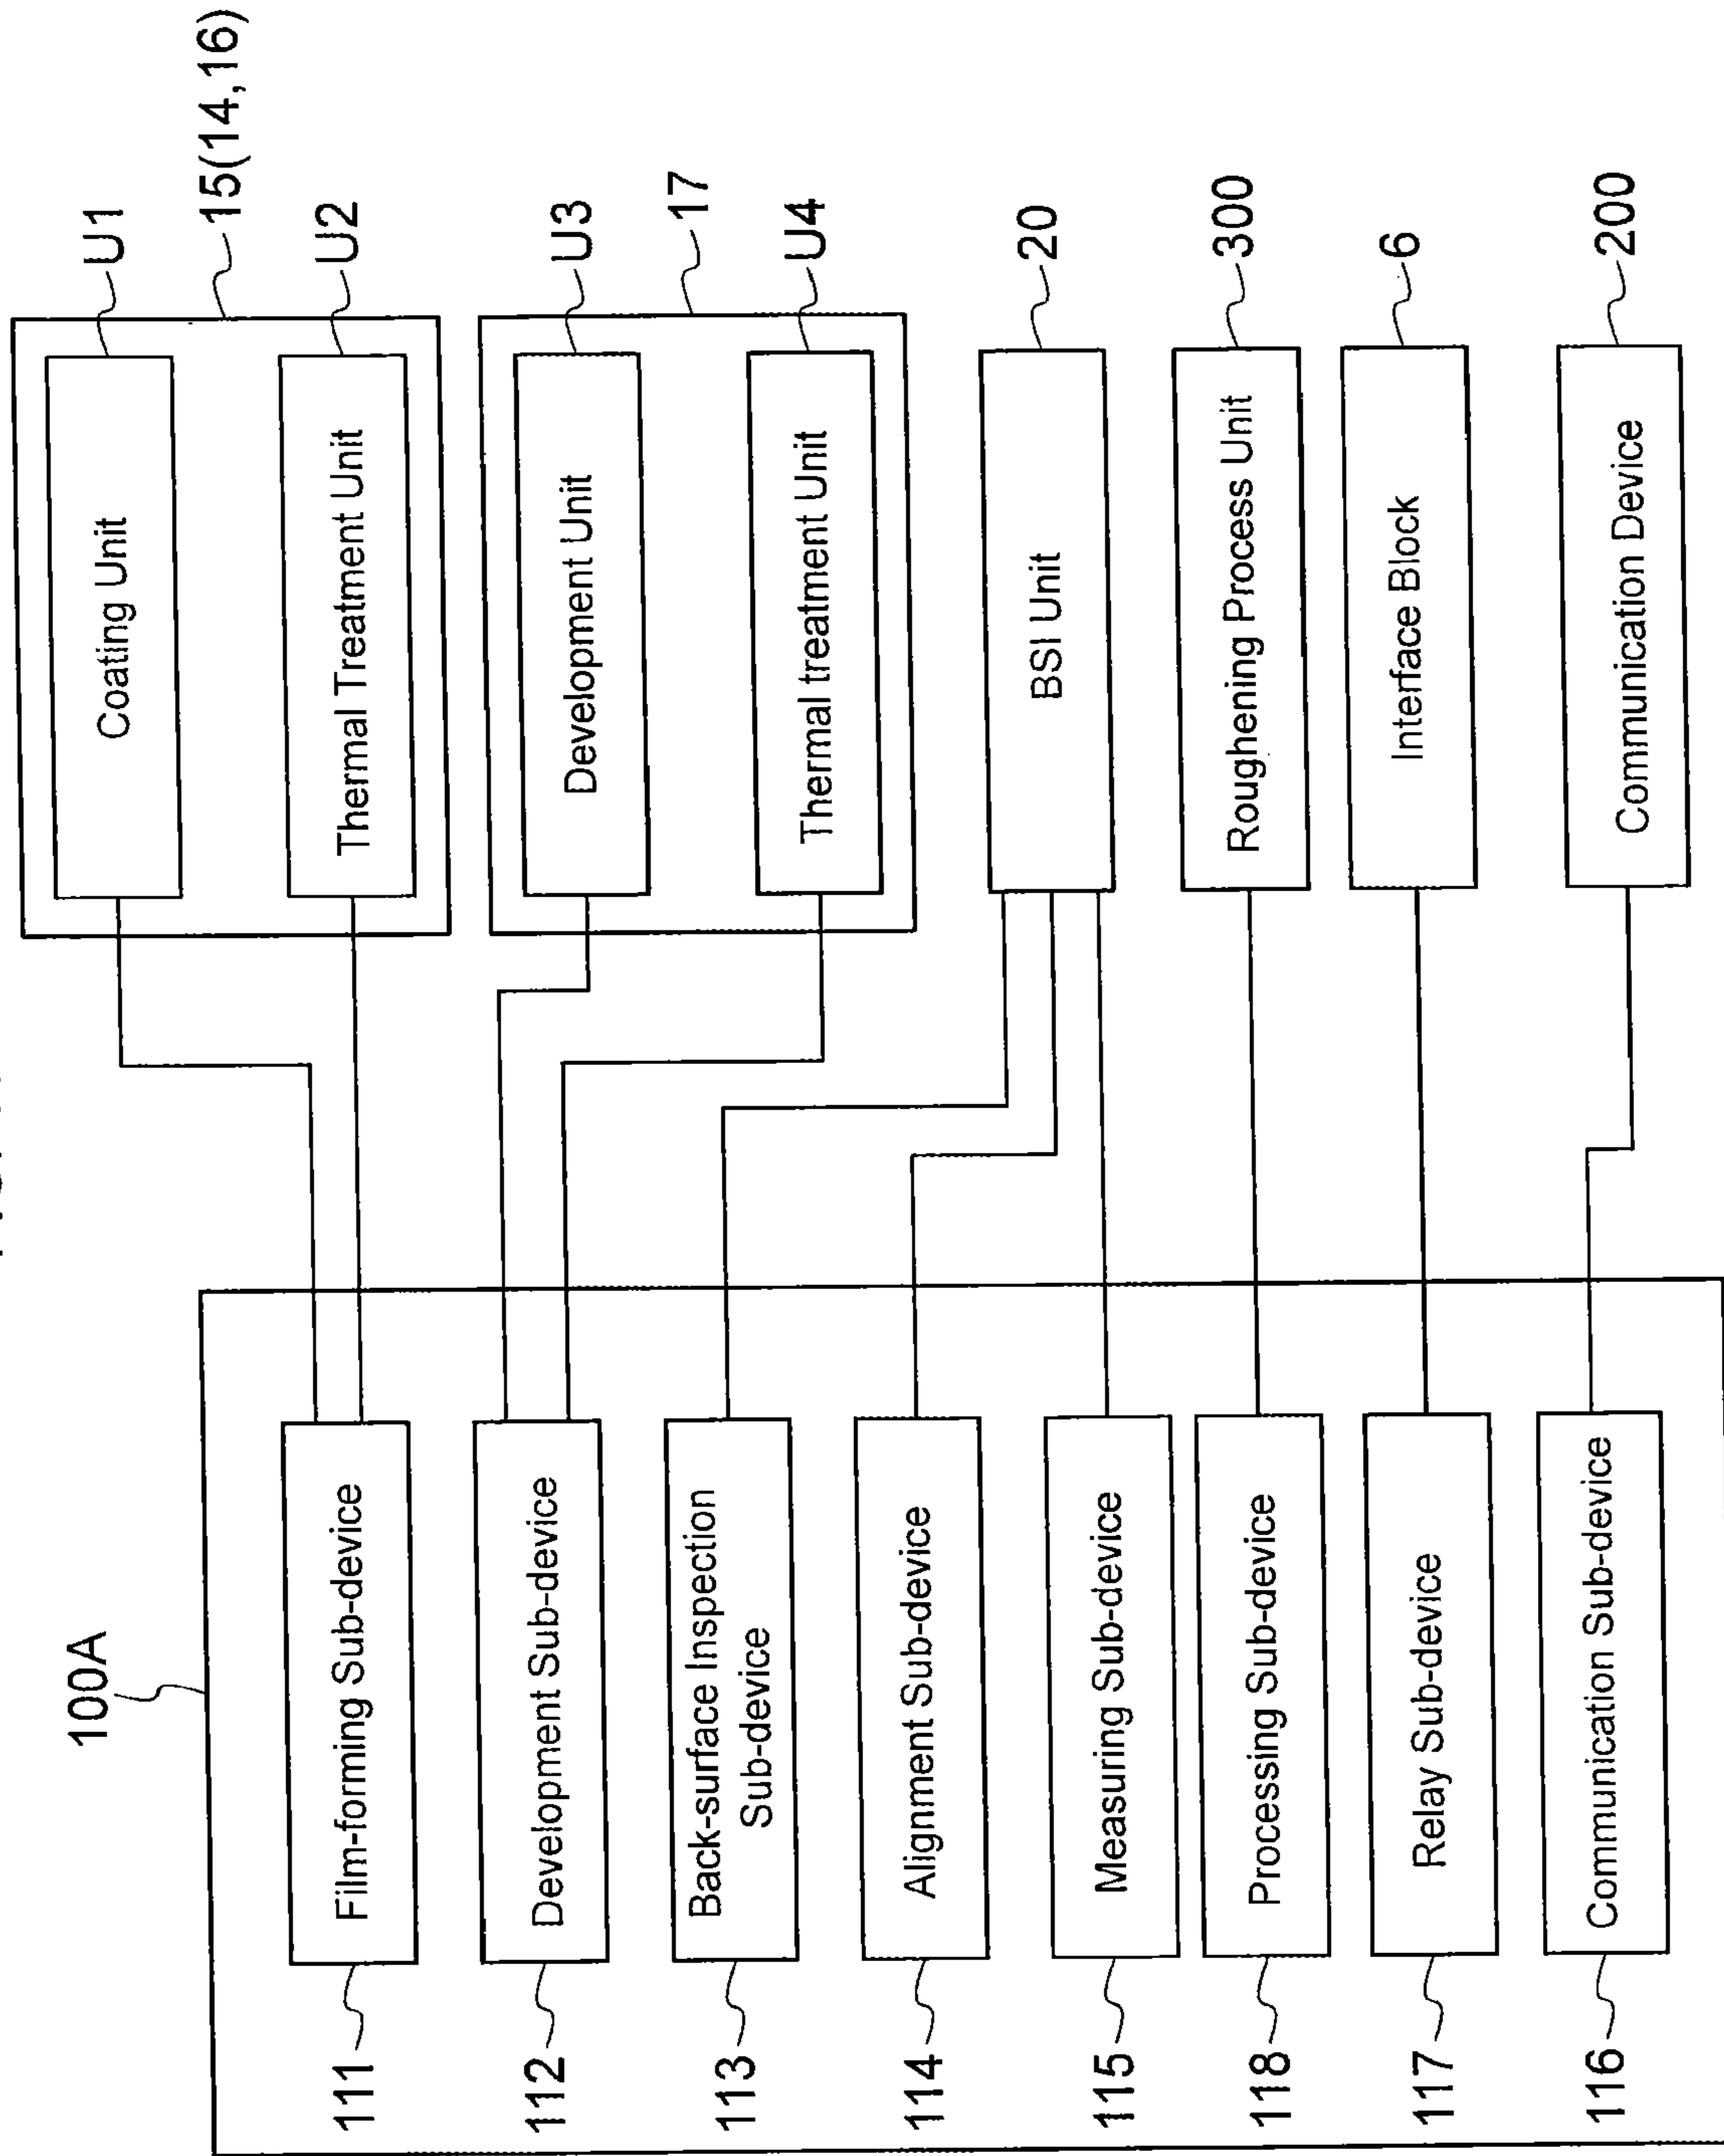 100A
111
Film-forming Sub-device
112
Development Sub-device
113
Back-surface Inspection
Sub-device
114
Alignment Sub-device
115
Measuring Sub-device
118
Processing Sub-device
117
Relay Sub-device
116
Communication Sub-device
Coating Unit
U1
15(14,16)
Thermal Treatment Unit
U2
Development Unit
U3
17
Thermal treatment Unit
U4
BSI Unit
20
Roughening Process Unit
300
Interface Block
6
Communication Device
200